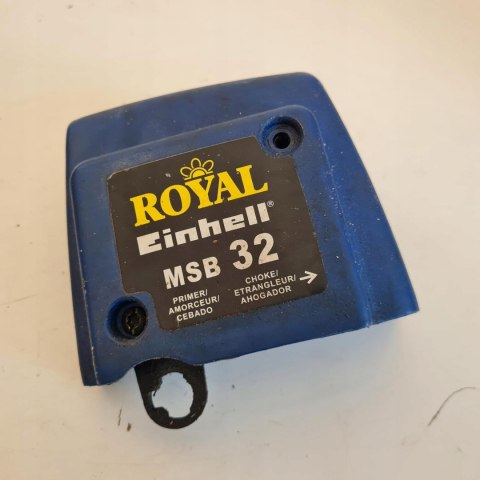 ROYAL
Einhell®
MSB 32
PRIMER/
AMORCEUR/
CEBADO
CHOKE/
ETRANGLEUR/
AHOGADOR